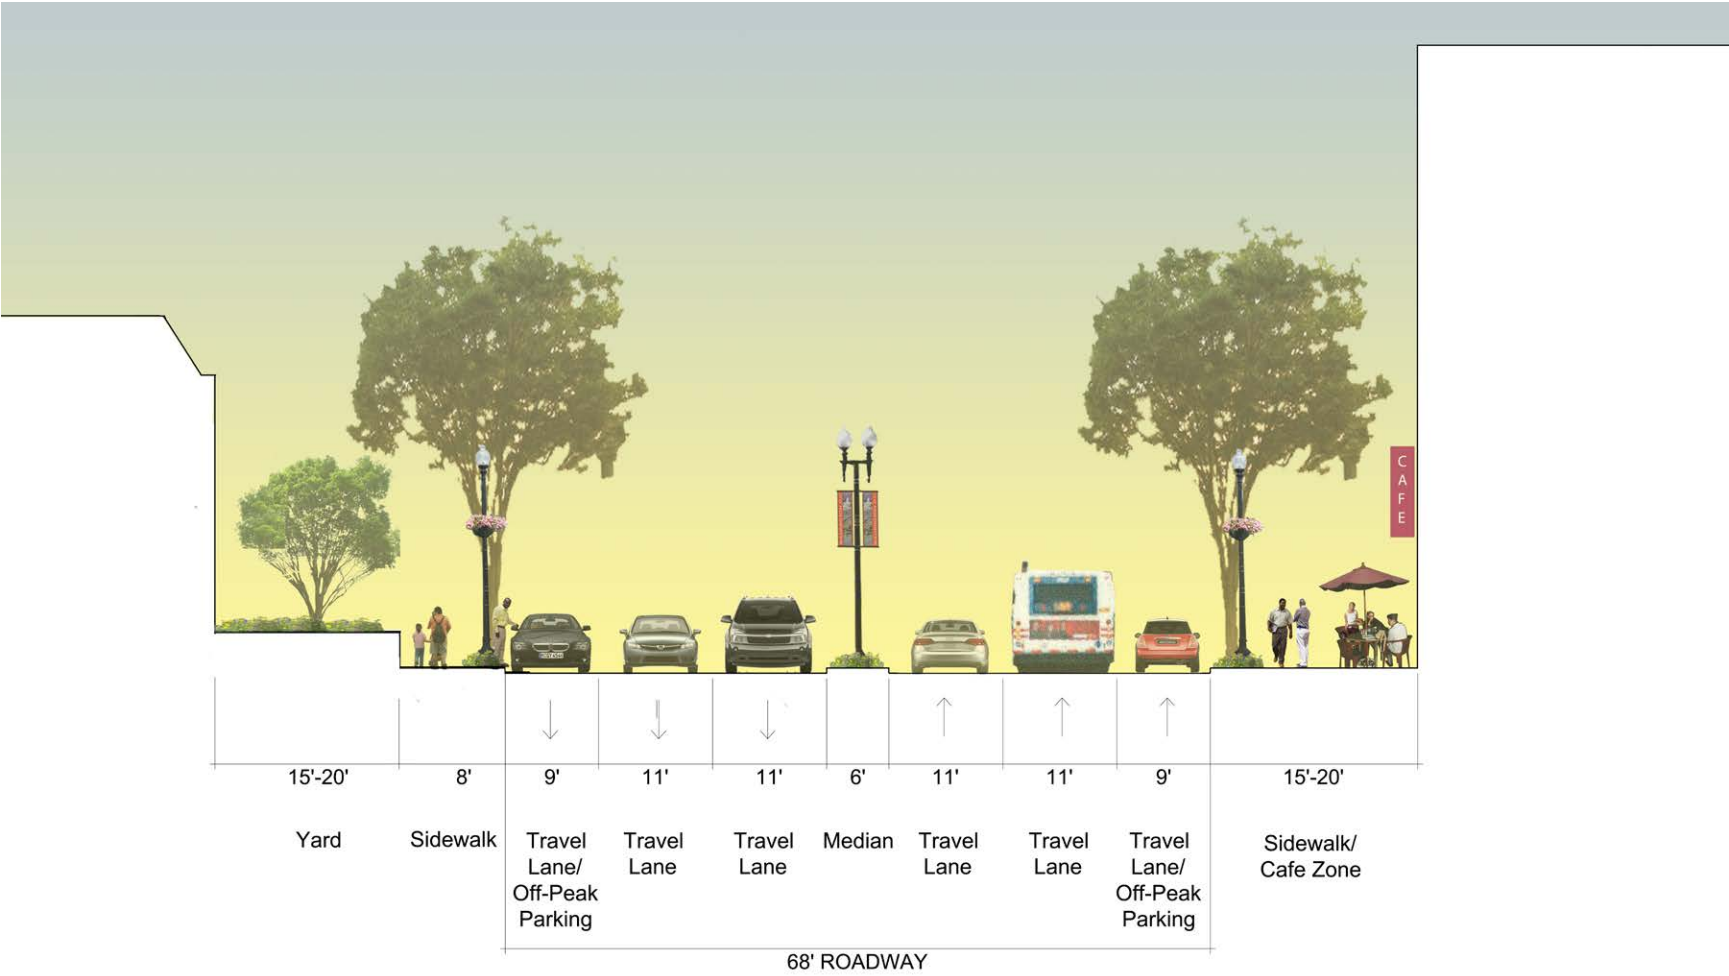 C
A
F
E
15'-20'
8'
9'
11'
11'
6'
11'
11'
9'
15'-20'
Yard
Sidewalk
Travel
Lane/
Off-Peak
Parking
Travel
Lane
Travel
Lane
Median
Travel
Lane
Travel
Lane
Travel
Lane/
Off-Peak
Parking
Sidewalk/
Cafe Zone
68' ROADWAY